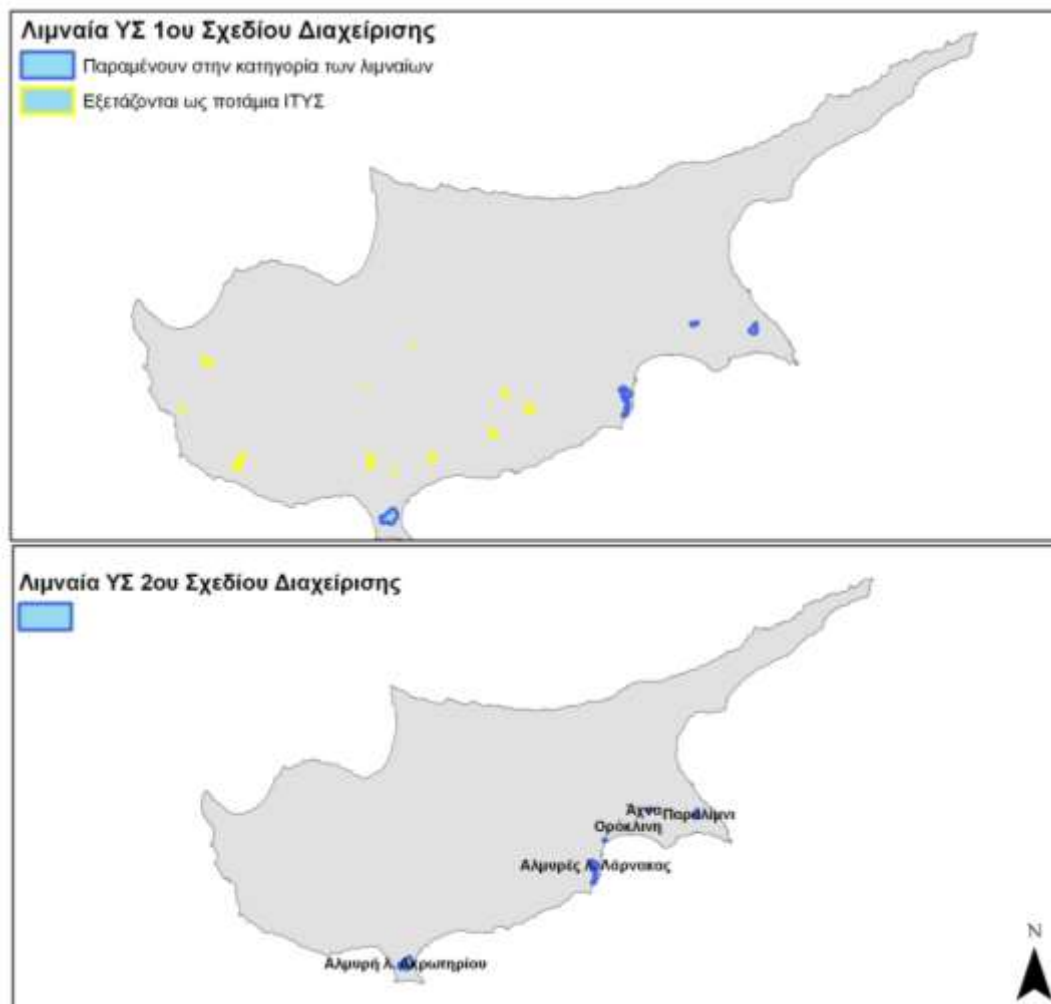 Λιμναία ΥΣ 1ου Σχεδίου Διαχείρισης
Παραμένουν στην κατηγορία των λιμναίων
Εξετάζονται ως ποτάμια ΙΤΥΣ
Λιμναία ΥΣ 2ου Σχεδίου Διαχείρισης
Άχνα Παραλίμνι
Ορόκλινη
Αλμυρές λ. Λάρνακας
Αλμυρή λ. Ακρωτηρίου
N